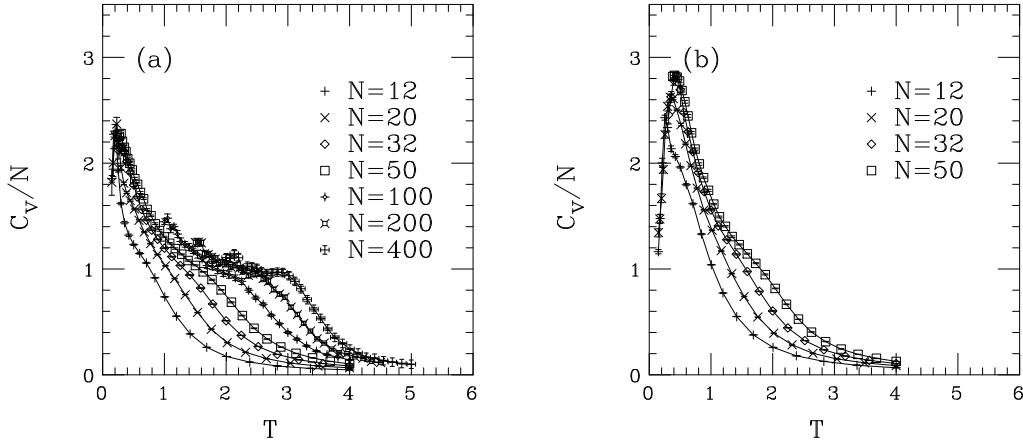 (a)
C_V/N
3
2
1
0
N=12
N=20
N=32
N=50
N=100
N=200
N=400
0 1 2 3 4 5 6
T
(b)
C_V/N
3
2
1
0
N=12
N=20
N=32
N=50
0 1 2 3 4 5 6
T